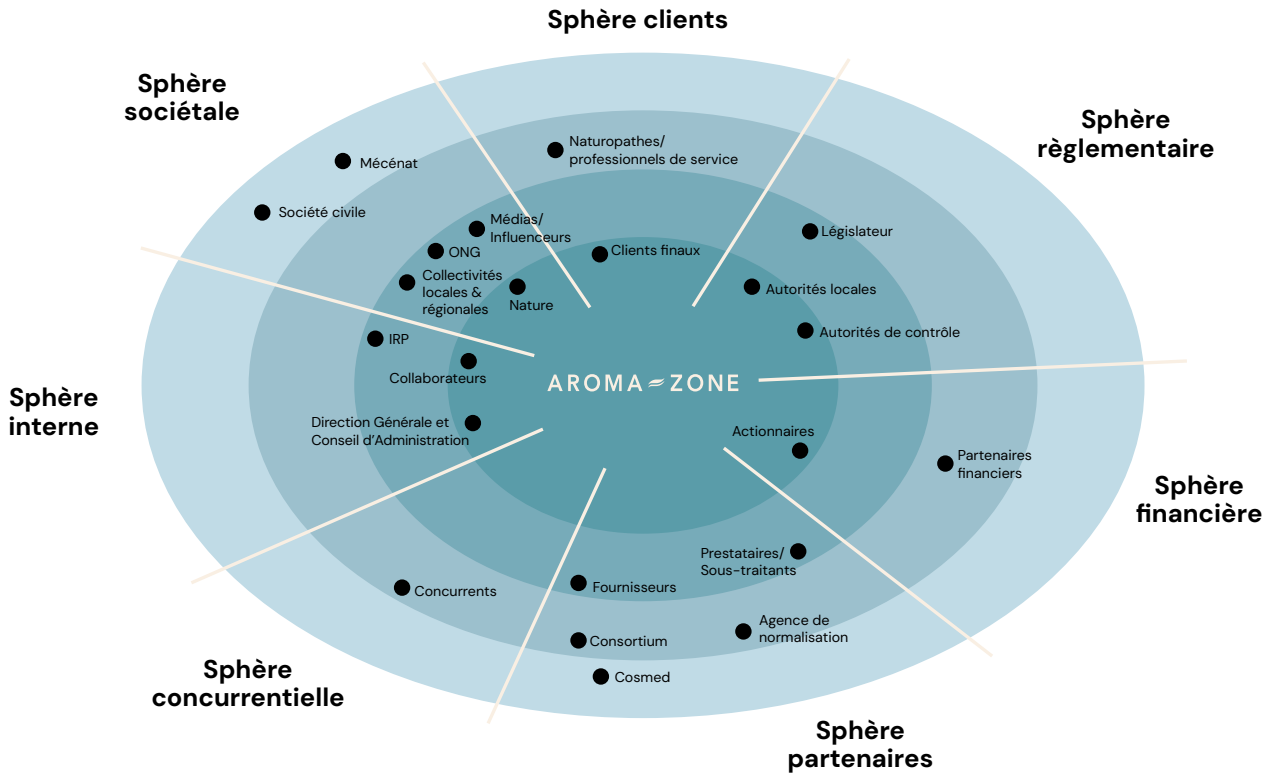 Sphère clients
Sphère
sociétale
Sphère
règlementaire
Naturopathes/
professionnels de service
Mécénat
Société civile
Médias/
Influenceurs
ONG
Collectivités
locales &
régionales
Nature
Clients finaux
Législateur
Autorités locales
Autorités de contrôle
IRP
Collaborateurs
AROMA ZONE
Sphère
interne
Direction Générale et
Conseil d'Administration
Actionnaires
Partenaires
financiers
Sphère
financière
Prestataires/
Sous-traitants
Fournisseurs
Concurrents
Agence de
normalisation
Consortium
Cosmed
Sphère
concurrentielle
Sphère
partenaires